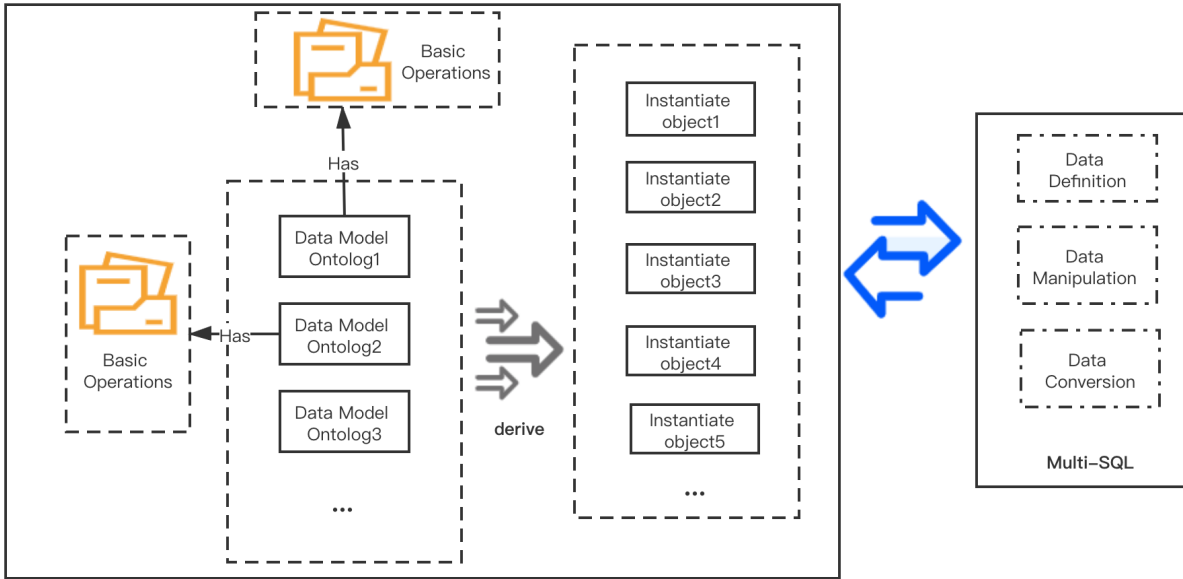 Basic
Operations
Has
Data Model
Ontolog1
Basic
Operations
Has
Data Model
Ontolog2
Data Model
Ontolog3
...
derive
Instantiate
object1
Instantiate
object2
Instantiate
object3
Instantiate
object4
Instantiate
object5
...
Data
Definition
Data
Manipulation
Data
Conversion
Multi-SQL